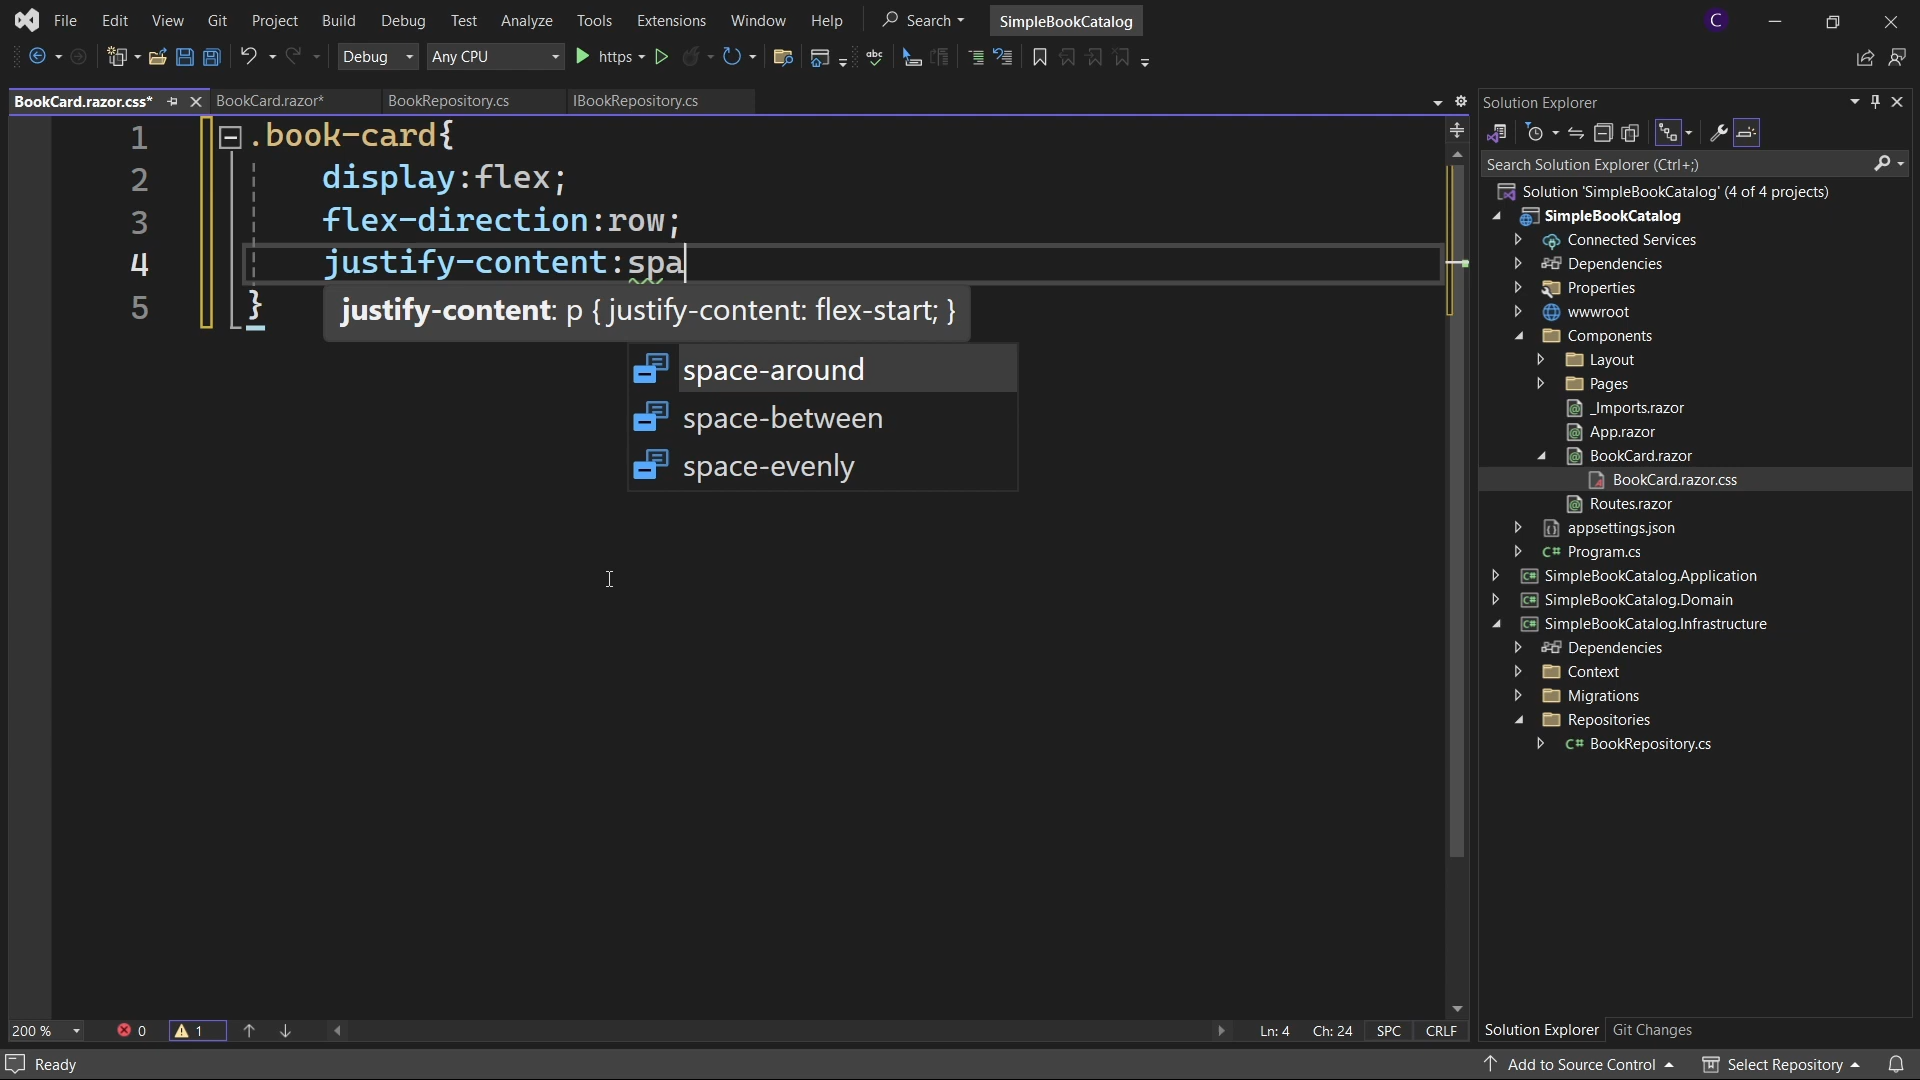 File Edit View Git Project Build Debug Test Analyze Tools Extensions Window Help Search SimpleBookCatalog C
Debug Any CPU https abc
BookCard.razor.css* BookCard.razor* BookRepository.cs IBookRepository.cs
1 .book-card{
2 display:flex;
3 flex-direction:row;
4 justify-content:spa
5 }
justify-content: p { justify-content: flex-start; }
space-around
space-between
space-evenly
Solution Explorer
Search Solution Explorer (Ctrl+;)
Solution 'SimpleBookCatalog' (4 of 4 projects)
SimpleBookCatalog
Connected Services
Dependencies
Properties
wwwroot
Components
Layout
Pages
_Imports.razor
App.razor
BookCard.razor
BookCard.razor.css
Routes.razor
appsettings.json
C# Program.cs
C# SimpleBookCatalog.Application
C# SimpleBookCatalog.Domain
C# SimpleBookCatalog.Infrastructure
Dependencies
Context
Migrations
Repositories
C# BookRepository.cs
200 % 0 1 Ln: 4 Ch: 24 SPC CRLF
Solution Explorer Git Changes
Ready Add to Source Control Select Repository